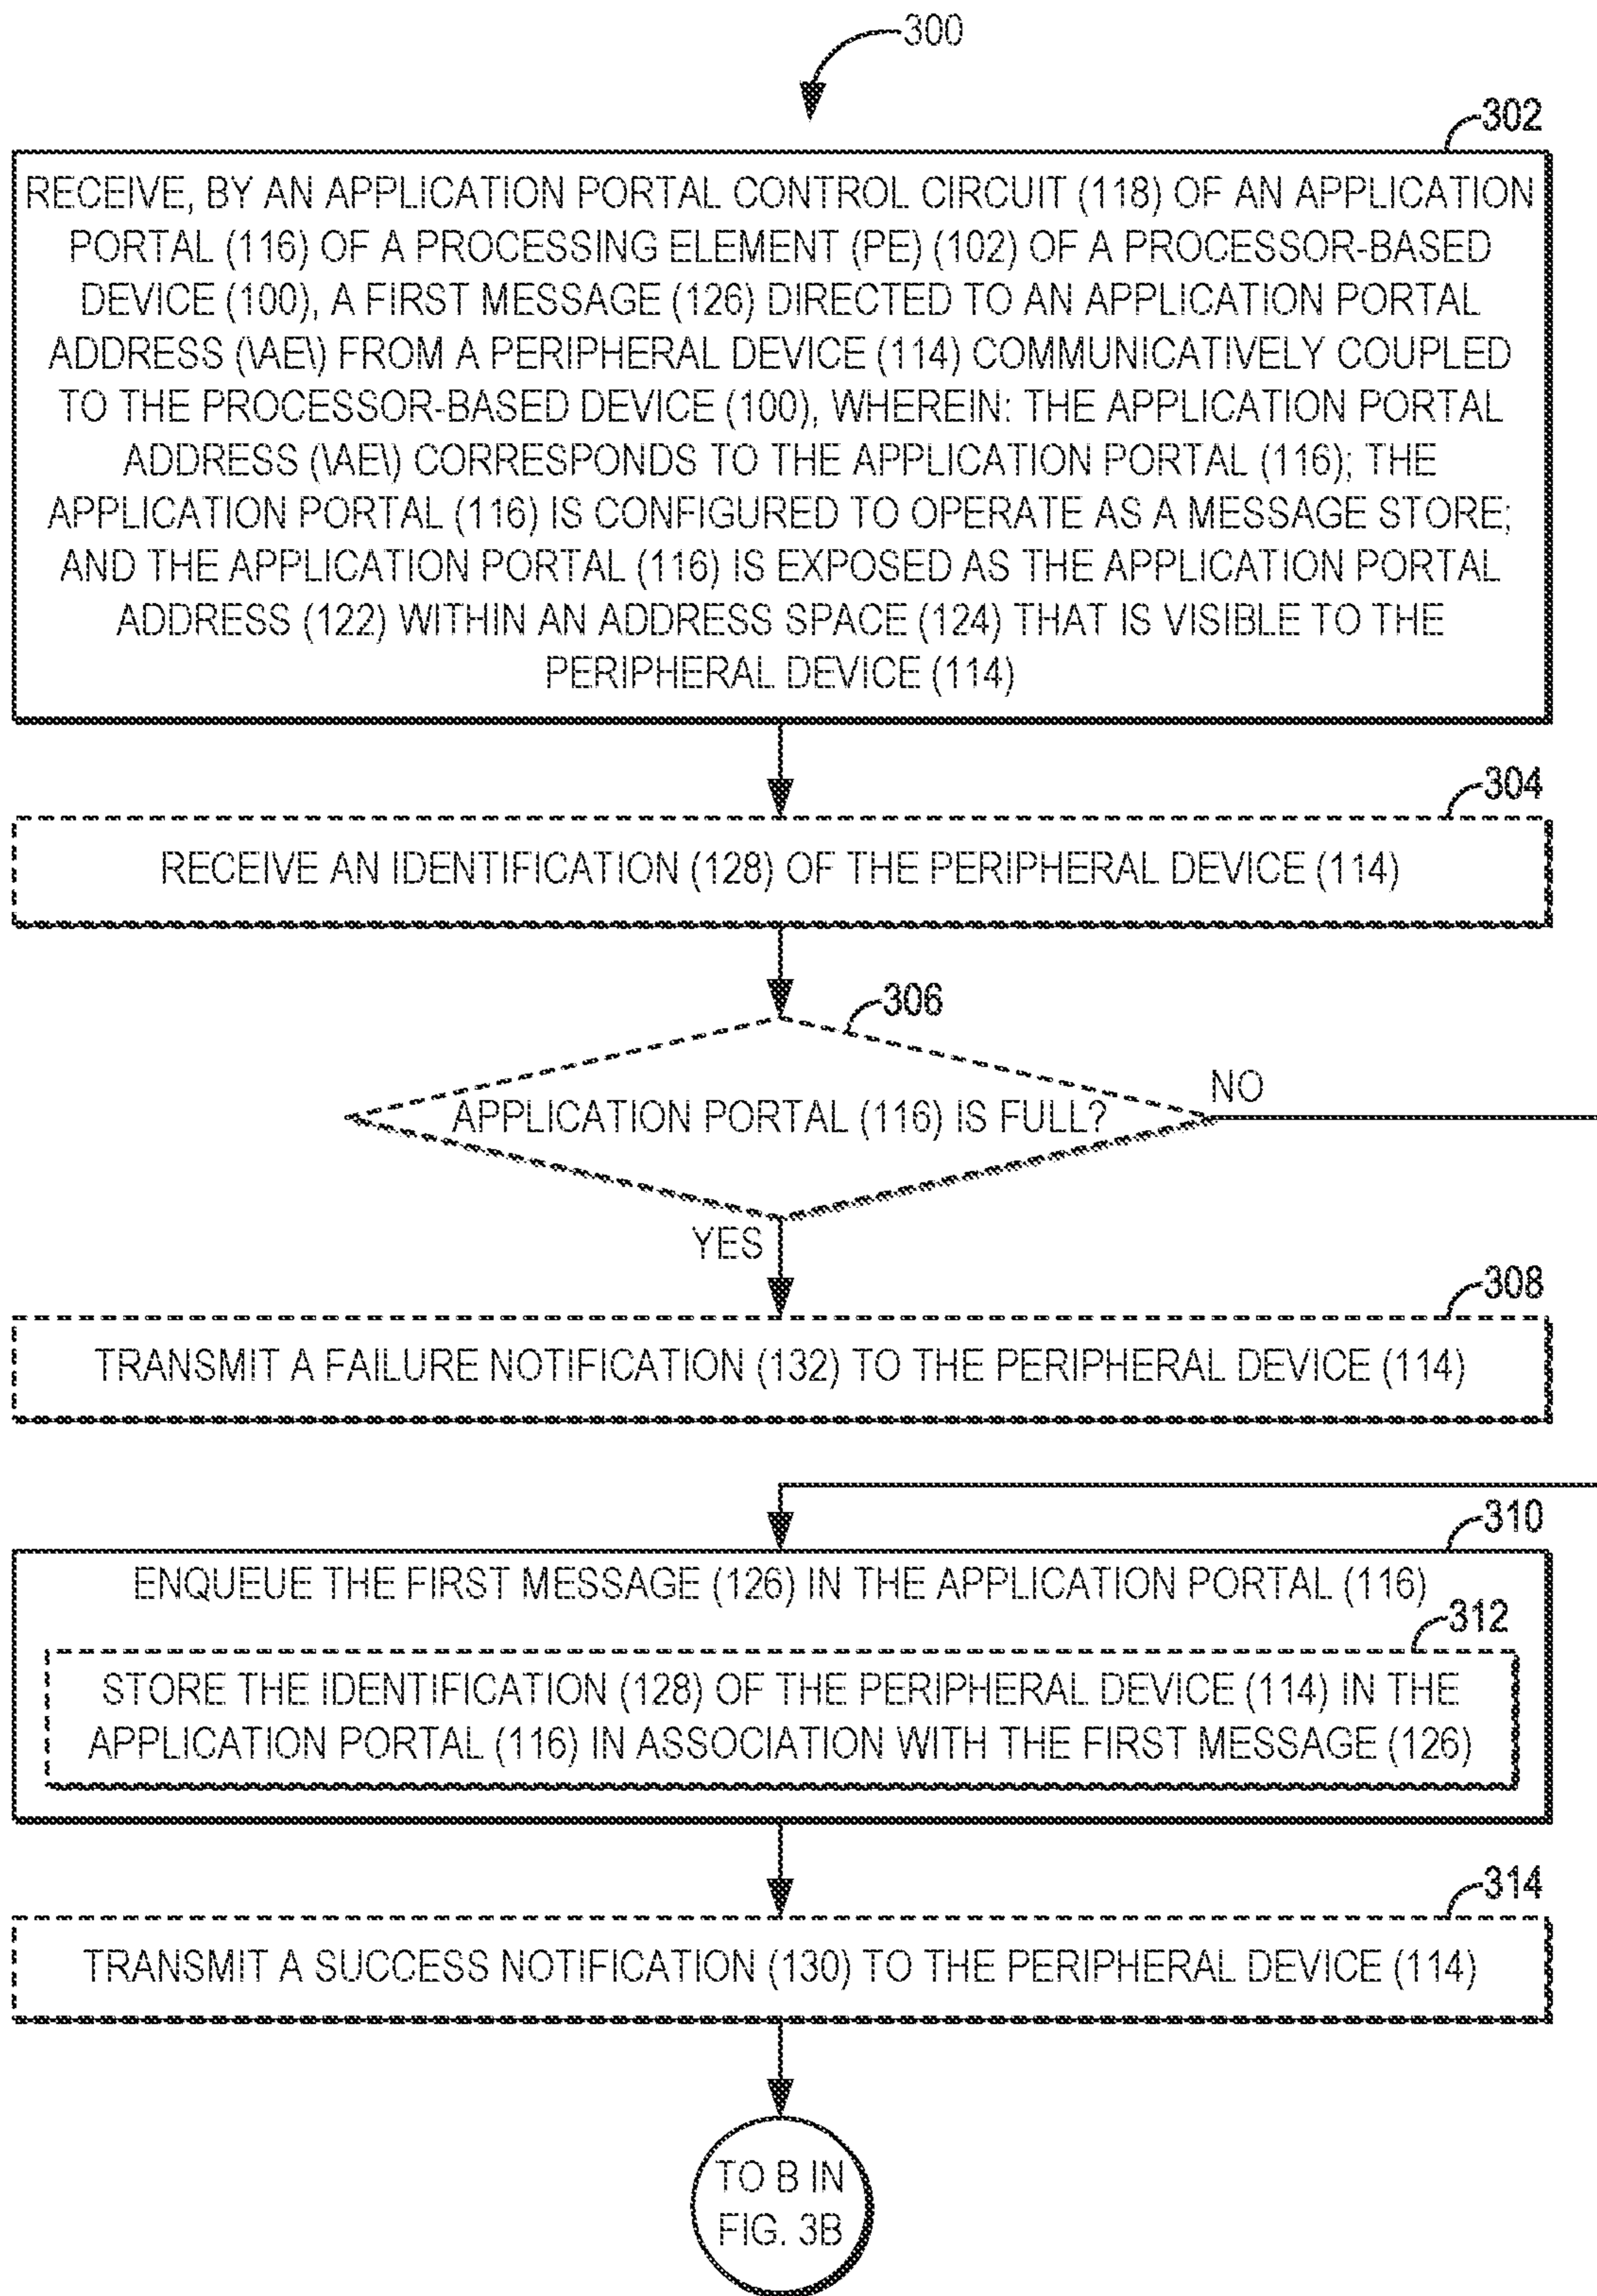 300
302
RECEIVE, BY AN APPLICATION PORTAL CONTROL CIRCUIT (118) OF AN APPLICATION
PORTAL (116) OF A PROCESSING ELEMENT (PE) (102) OF A PROCESSOR-BASED
DEVICE (100), A FIRST MESSAGE (126) DIRECTED TO AN APPLICATION PORTAL
ADDRESS (\AE\) FROM A PERIPHERAL DEVICE (114) COMMUNICATIVELY COUPLED
TO THE PROCESSOR-BASED DEVICE (100), WHEREIN: THE APPLICATION PORTAL
ADDRESS (\AE\) CORRESPONDS TO THE APPLICATION PORTAL (116); THE
APPLICATION PORTAL (116) IS CONFIGURED TO OPERATE AS A MESSAGE STORE;
AND THE APPLICATION PORTAL (116) IS EXPOSED AS THE APPLICATION PORTAL
ADDRESS (122) WITHIN AN ADDRESS SPACE (124) THAT IS VISIBLE TO THE
PERIPHERAL DEVICE (114)
304
RECEIVE AN IDENTIFICATION (128) OF THE PERIPHERAL DEVICE (114)
306
APPLICATION PORTAL (116) IS FULL?
NO
YES
308
TRANSMIT A FAILURE NOTIFICATION (132) TO THE PERIPHERAL DEVICE (114)
310
ENQUEUE THE FIRST MESSAGE (126) IN THE APPLICATION PORTAL (116)
312
STORE THE IDENTIFICATION (128) OF THE PERIPHERAL DEVICE (114) IN THE
APPLICATION PORTAL (116) IN ASSOCIATION WITH THE FIRST MESSAGE (126)
314
TRANSMIT A SUCCESS NOTIFICATION (130) TO THE PERIPHERAL DEVICE (114)
TO B IN
FIG. 3B